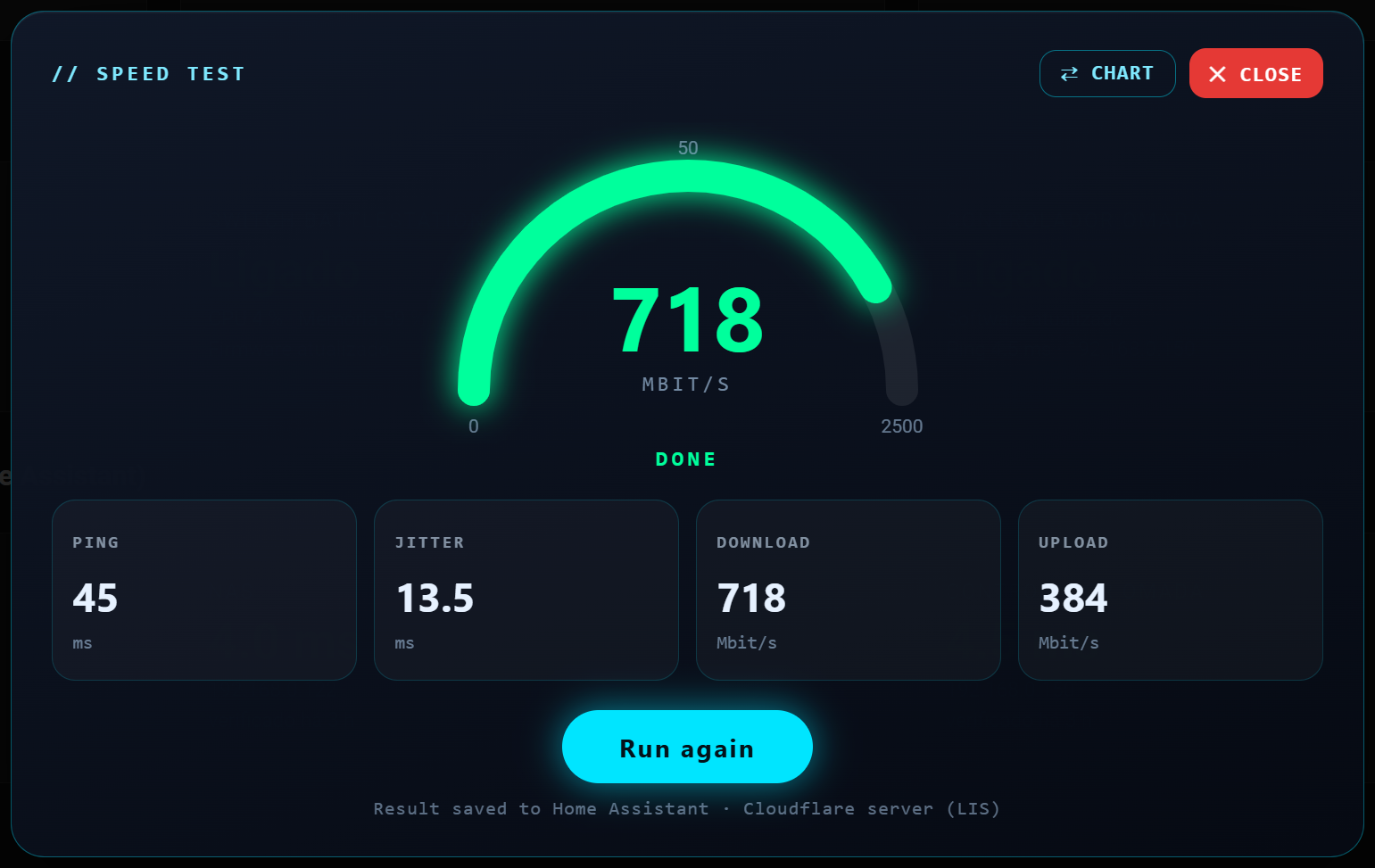 // SPEED TEST
⇄ CHART
✕ CLOSE
50
718
MBIT/S
0
2500
DONE
PING
45
ms
JITTER
13.5
ms
DOWNLOAD
718
Mbit/s
UPLOAD
384
Mbit/s
Run again
Result saved to Home Assistant · Cloudflare server (LIS)